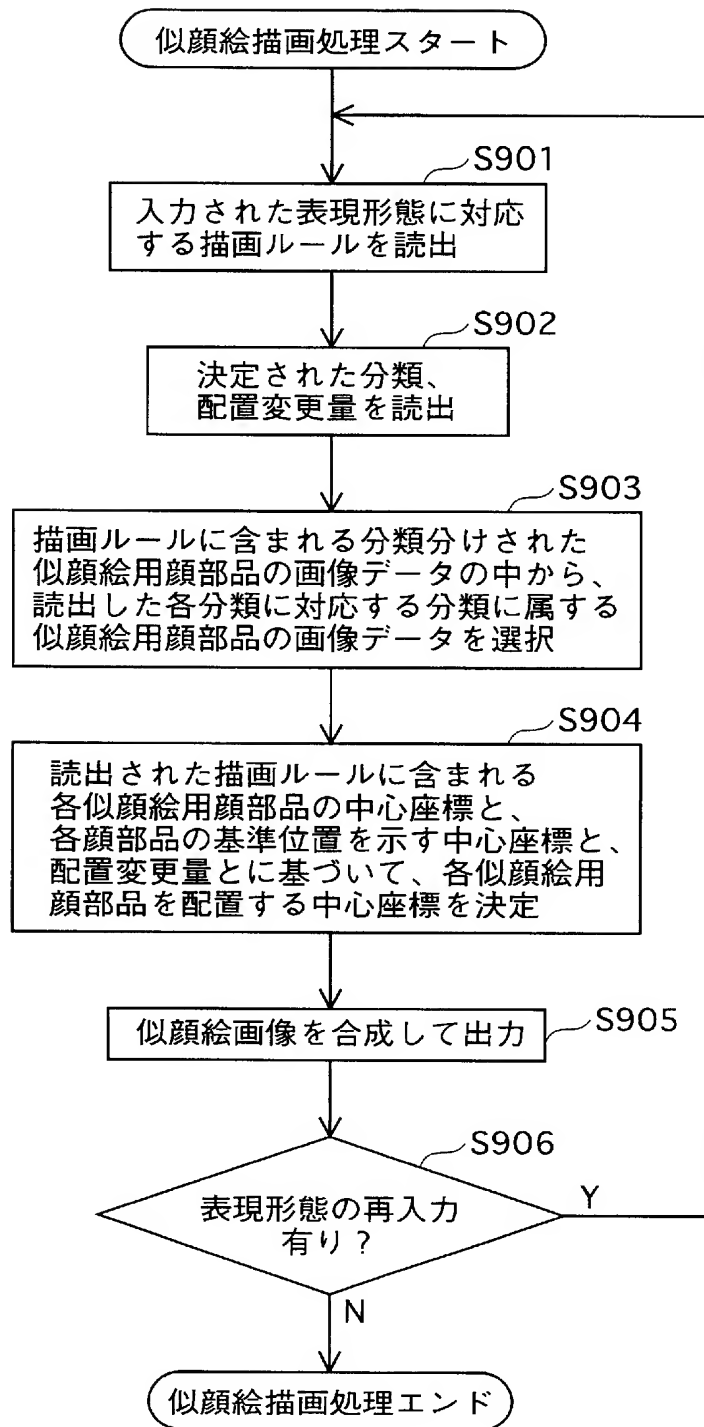 似顔絵描画処理スタート
S901
入力された表現形態に対応
する描画ルールを読出
S902
決定された分類、
配置変更量を読出
S903
描画ルールに含まれる分類分けされた
似顔絵用顔部品の画像データの中から、
読出した各分類に対応する分類に属する
似顔絵用顔部品の画像データを選択
S904
読出された描画ルールに含まれる
各似顔絵用顔部品の中心座標と、
各顔部品の基準位置を示す中心座標と、
配置変更量とに基づいて、各似顔絵用
顔部品を配置する中心座標を決定
似顔絵画像を合成して出力
S905
S906
表現形態の再入力
有り？
Y
N
似顔絵描画処理エンド